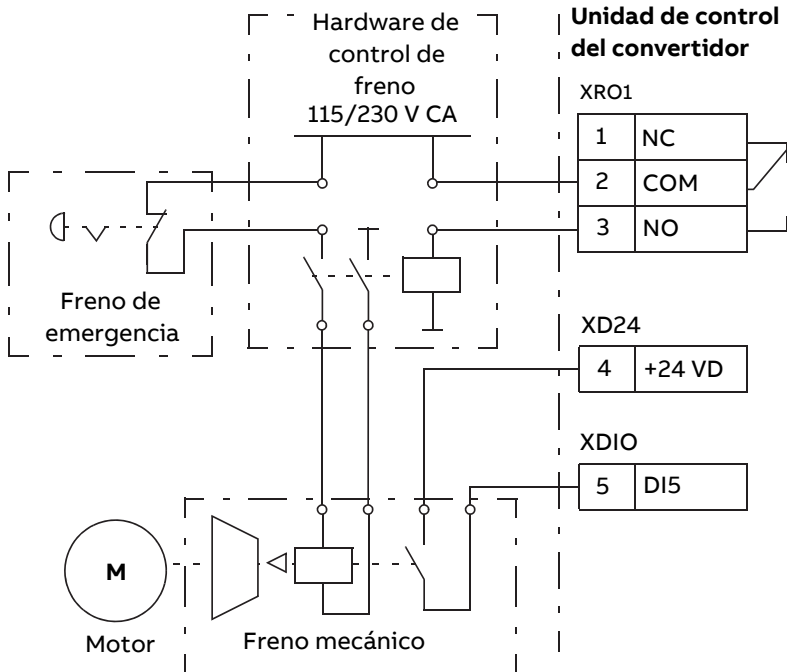 Hardware de
control de
freno
115/230 V CA
Unidad de control
del convertidor
XRO1
1 NC
2 COM
3 NO
Freno de
emergencia
XD24
4 +24 VD
XDIO
5 DI5
M
Motor
Freno mecánico